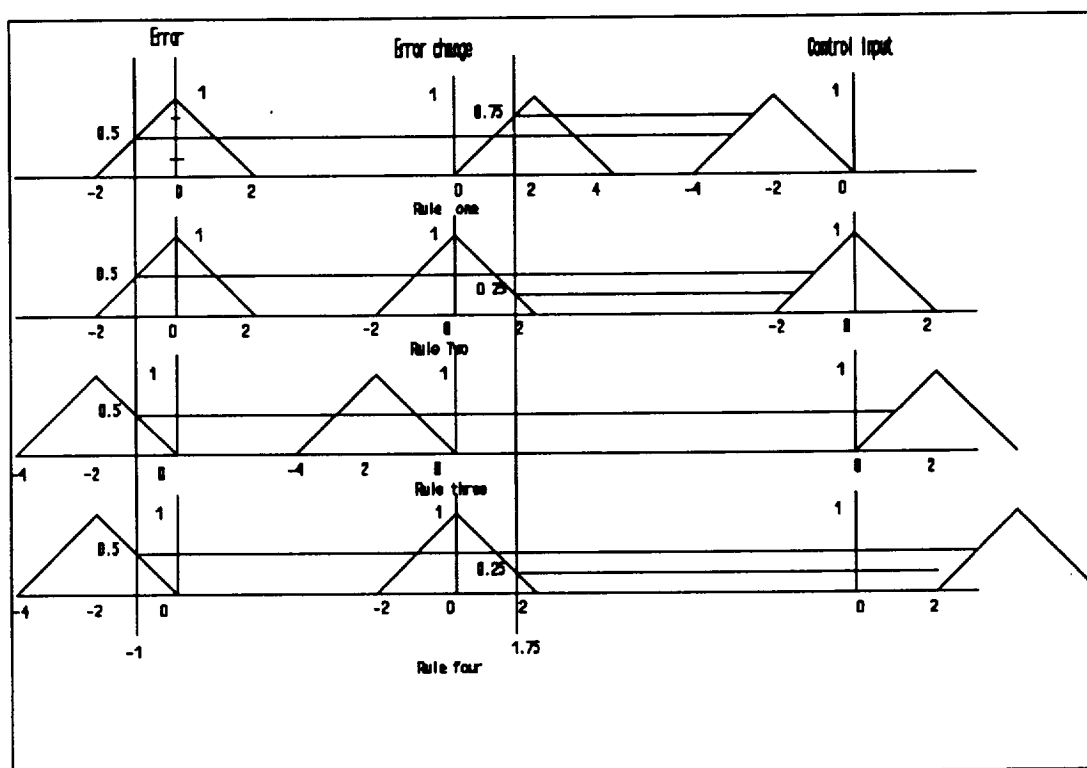 Error
Error change
Control Input
1 1 1
0.5 0.75
-2 0 2 0 2 4 -4 -2 0
Rule one
1 1 1
0.5 0.25
-2 0 2 -2 0 2 -2 0 2
Rule Two
1 1 1
0.5
-4 -2 0 -4 2 0 0 2
Rule three
1 1 1
0.5 0.25
-4 -2 0 -2 0 2 0 2
-1 1.75
Rule four